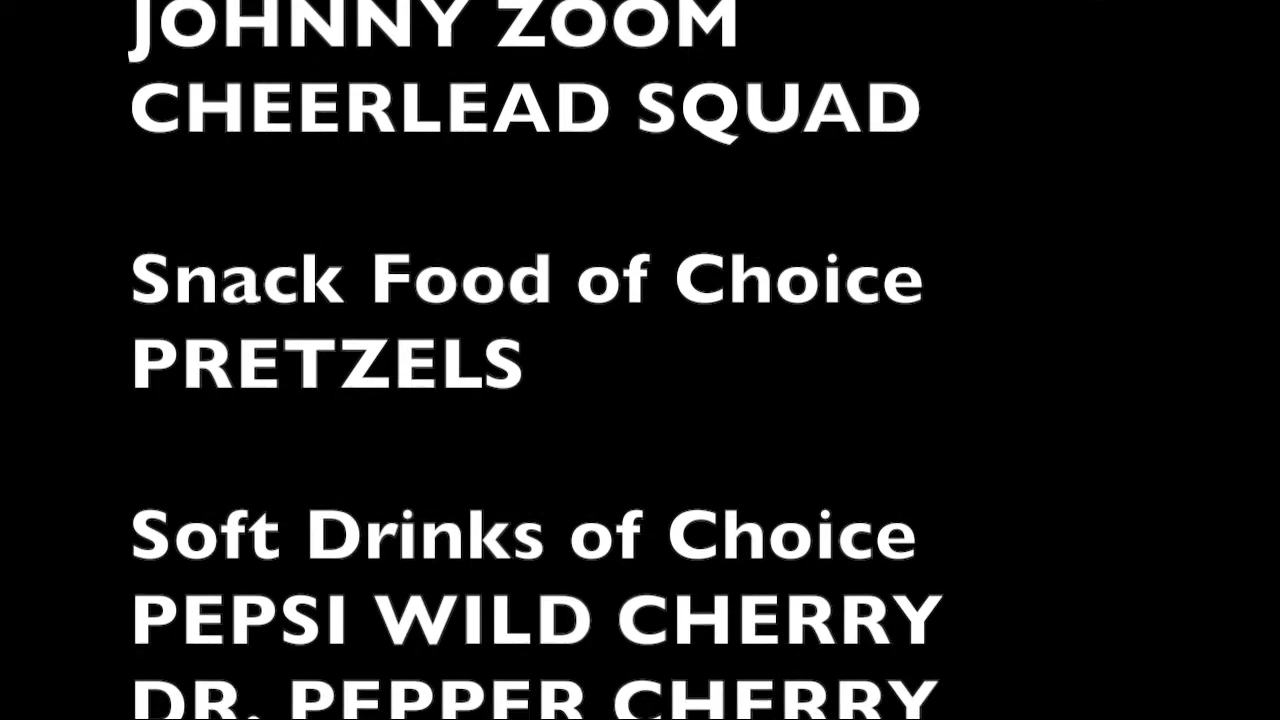 JOHNNY ZOOM
CHEERLEAD SQUAD
Snack Food of Choice
PRETZELS
Soft Drinks of Choice
PEPSI WILD CHERRY
DR. PEPPER CHERRY